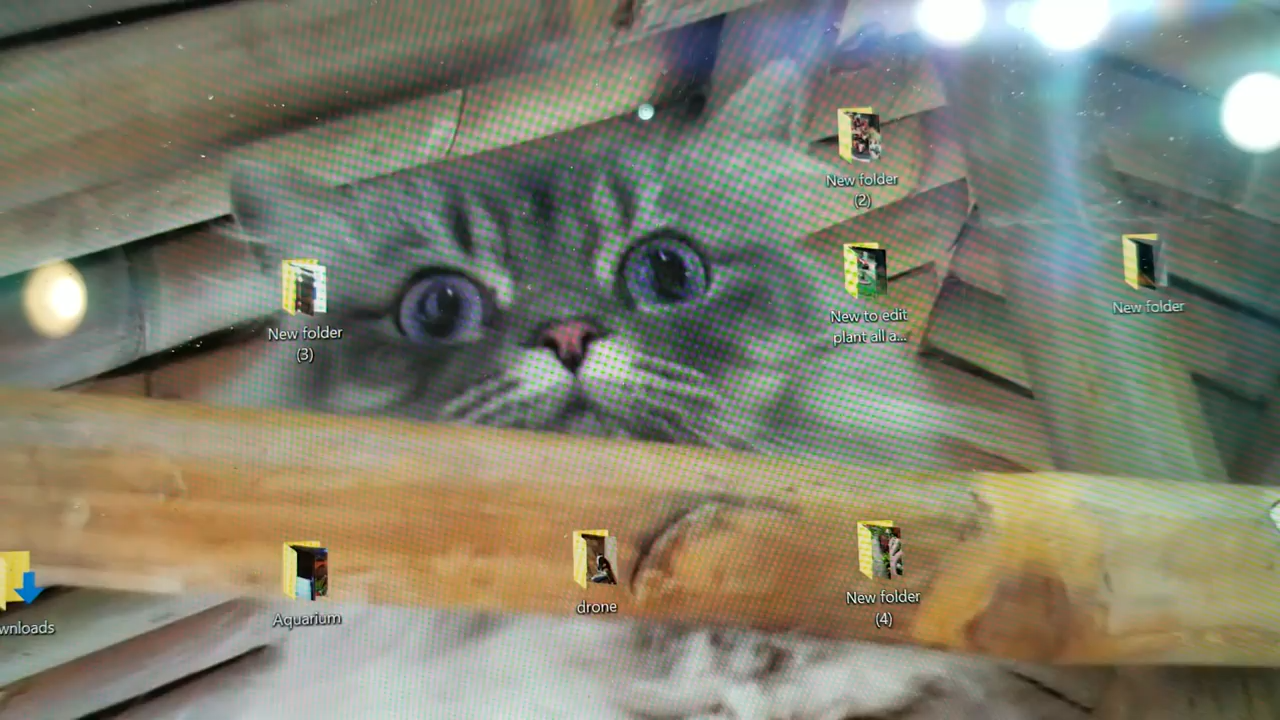 New folder
(2)
New folder
New to edit
plant all a...
New folder
(3)
New folder
(4)
drone
Aquarium
wnloads